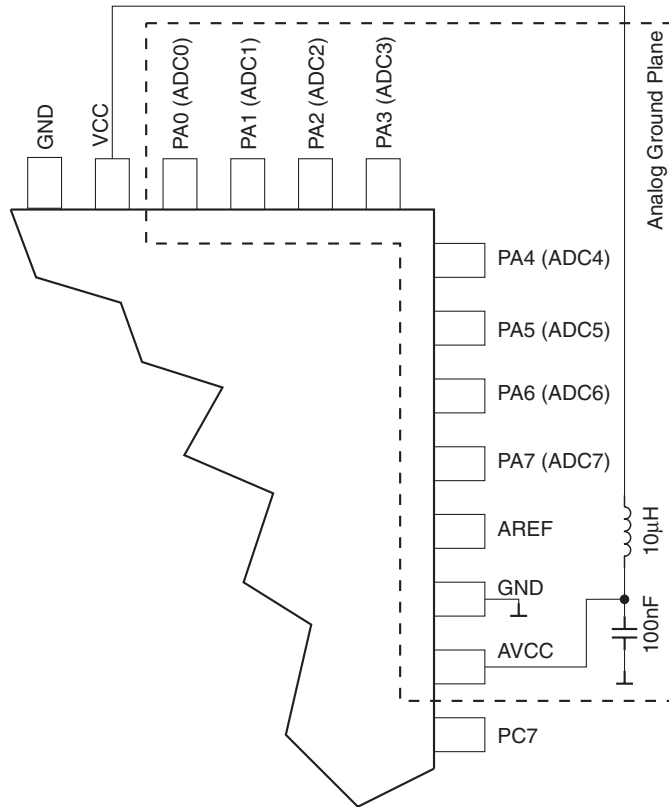 GND
VCC
PA0 (ADC0)
PA1 (ADC1)
PA2 (ADC2)
PA3 (ADC3)
Analog Ground Plane
PA4 (ADC4)
PA5 (ADC5)
PA6 (ADC6)
PA7 (ADC7)
AREF
10μH
GND
AVCC
100nF
PC7